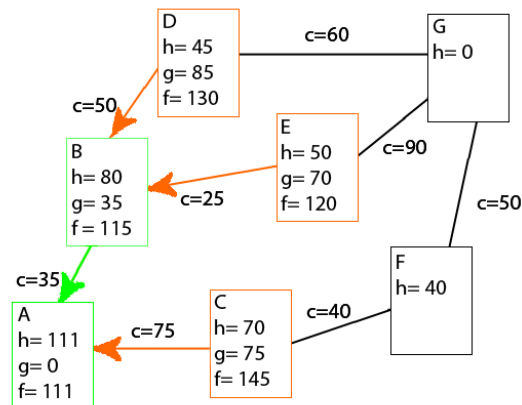 D
h= 45
g= 85
f= 130
c=60
G
h= 0
c=50
E
h= 50
g= 70
f= 120
c=90
B
h= 80
g= 35
f = 115
c=25
c=50
F
h= 40
c=35
A
h= 111
g= 0
f= 111
c=75
C
h= 70
g= 75
f= 145
c=40